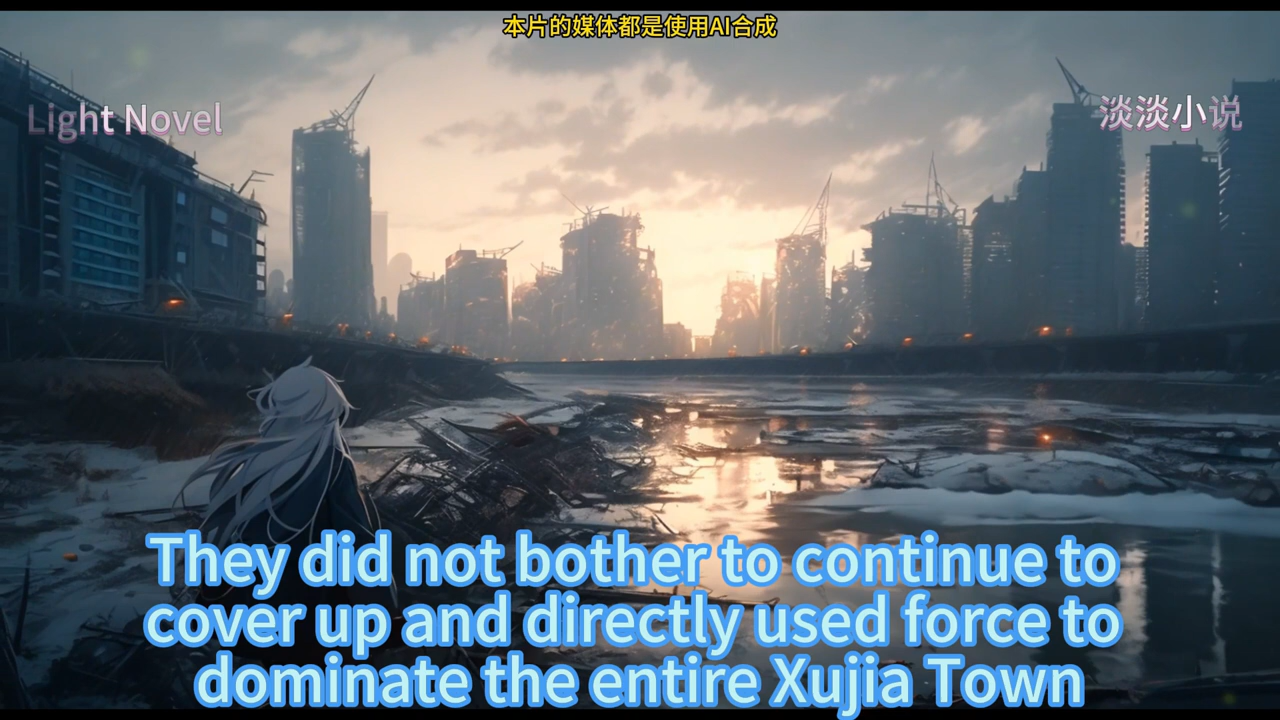 本片的媒体都是使用AI合成
Light Novel
淡淡小说
They did not bother to continue to
cover up and directly used force to
dominate the entire Xujia Town